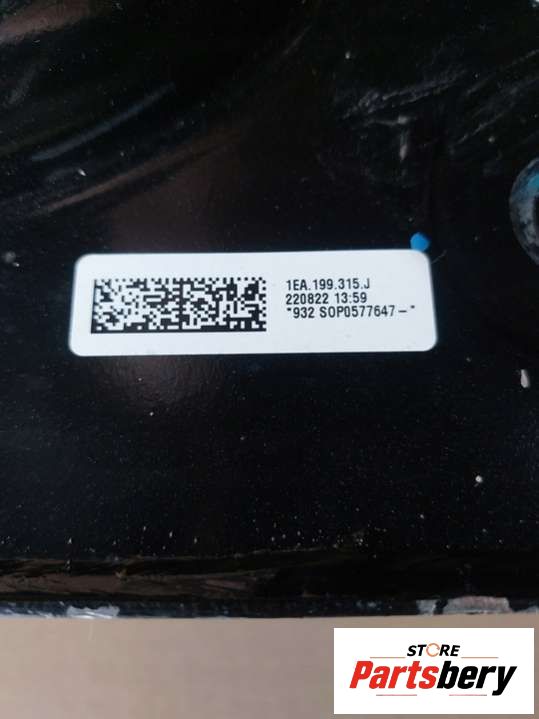 1EA.199.315.J
220822 13:59
"932 SOP0577647-"
STORE
Partsbery